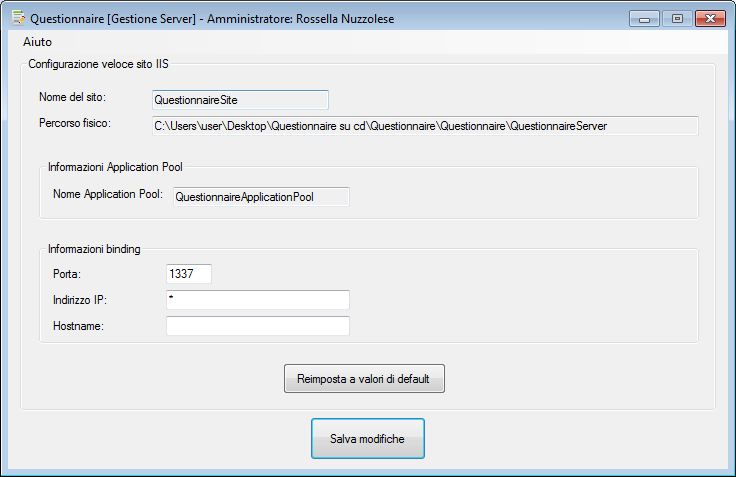 Questionnaire [Gestione Server] - Amministratore: Rossella Nuzzolese
Aiuto
Configurazione veloce sito IIS
Nome del sito: QuestionnaireSite
Percorso fisico: C:\Users\user\Desktop\Questionnaire su cd\Questionnaire\Questionnaire\QuestionnaireServer
Informazioni Application Pool
Nome Application Pool: QuestionnaireApplicationPool
Informazioni binding
Porta: 1337
Indirizzo IP: *
Hostname:
Reimposta a valori di default
Salva modifiche